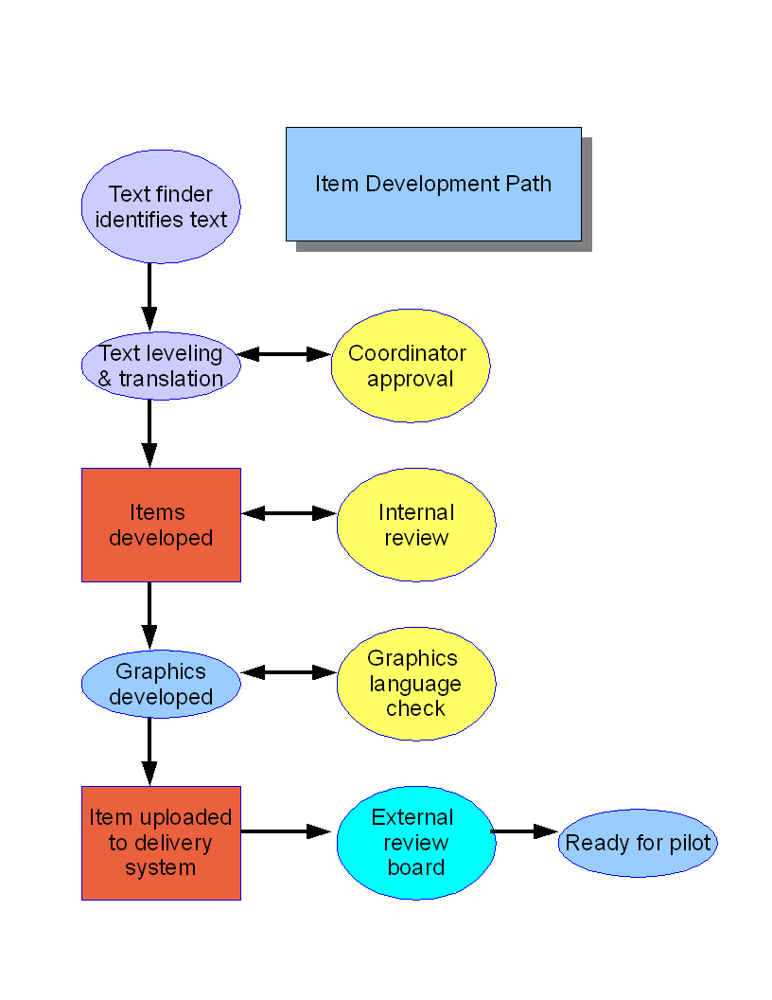 Item Development Path
Text finder
identifies text
Text leveling
& translation
Coordinator
approval
Items
developed
Internal
review
Graphics
developed
Graphics
language
check
Item uploaded
to delivery
system
External
review
board
Ready for pilot